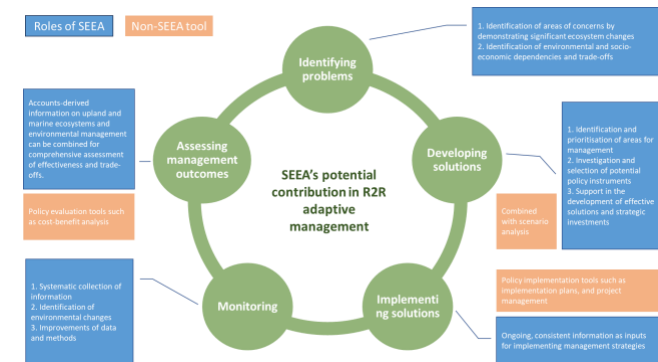 Roles of SEEA
Non-SEEA tool
1. Identification of areas of concerns by
demonstrating significant ecosystem changes
2. Identification of environmental and socio-
economic dependencies and trade-offs
Identifying
problems
Accounts-derived
information on upland and
marine ecosystems and
environmental management
can be combined for
comprehensive assessment
of effectiveness and trade-
offs.
Assessing
management
outcomes
Developing
solutions
1. Identification and
prioritisation of areas for
management
2. Investigation and
selection of potential
policy instruments
3. Support in the
development of effective
solutions and strategic
investments
SEEA's potential
contribution in R2R
adaptive
management
Policy evaluation tools such
as cost-benefit analysis
Combined
with scenario
analysis
1. Systematic collection of
information
2. Identification of
environmental changes
3. Improvements of data
and methods
Monitoring
Implementi
ng solutions
Policy implementation tools such as
implementation plans, and project
management
Ongoing, consistent information as inputs
for implementing management strategies